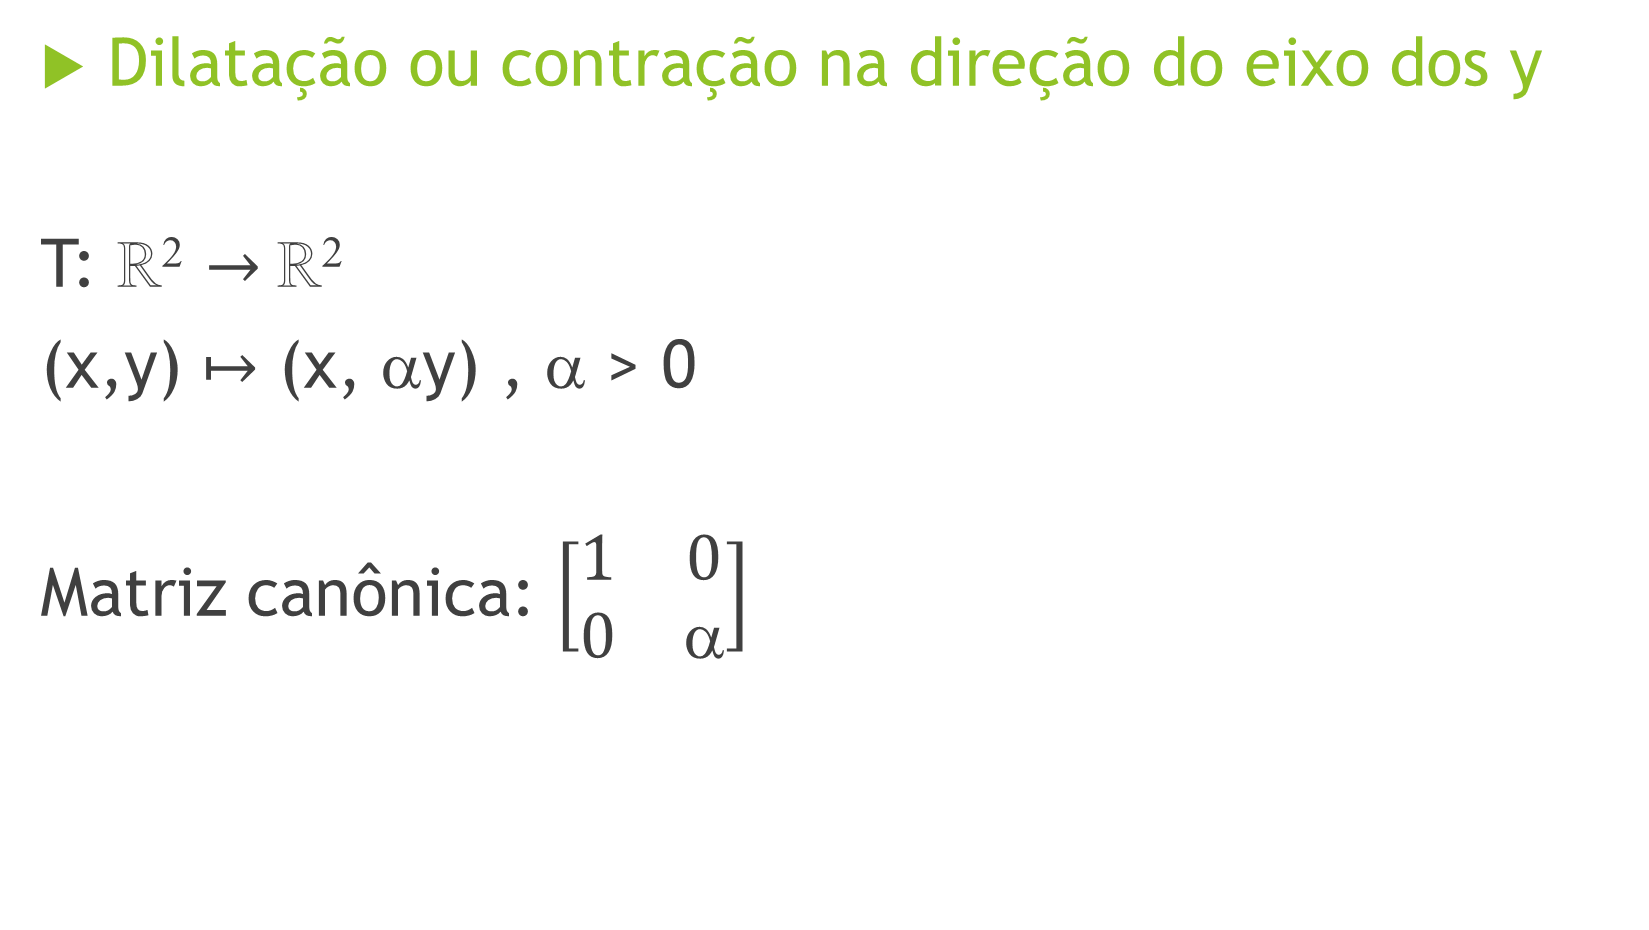 ▶ Dilatação ou contração na direção do eixo dos y
T: ℝ² → ℝ²
(x,y) ↦ (x, αy) , α > 0
Matriz canônica: [1 0
0 α]